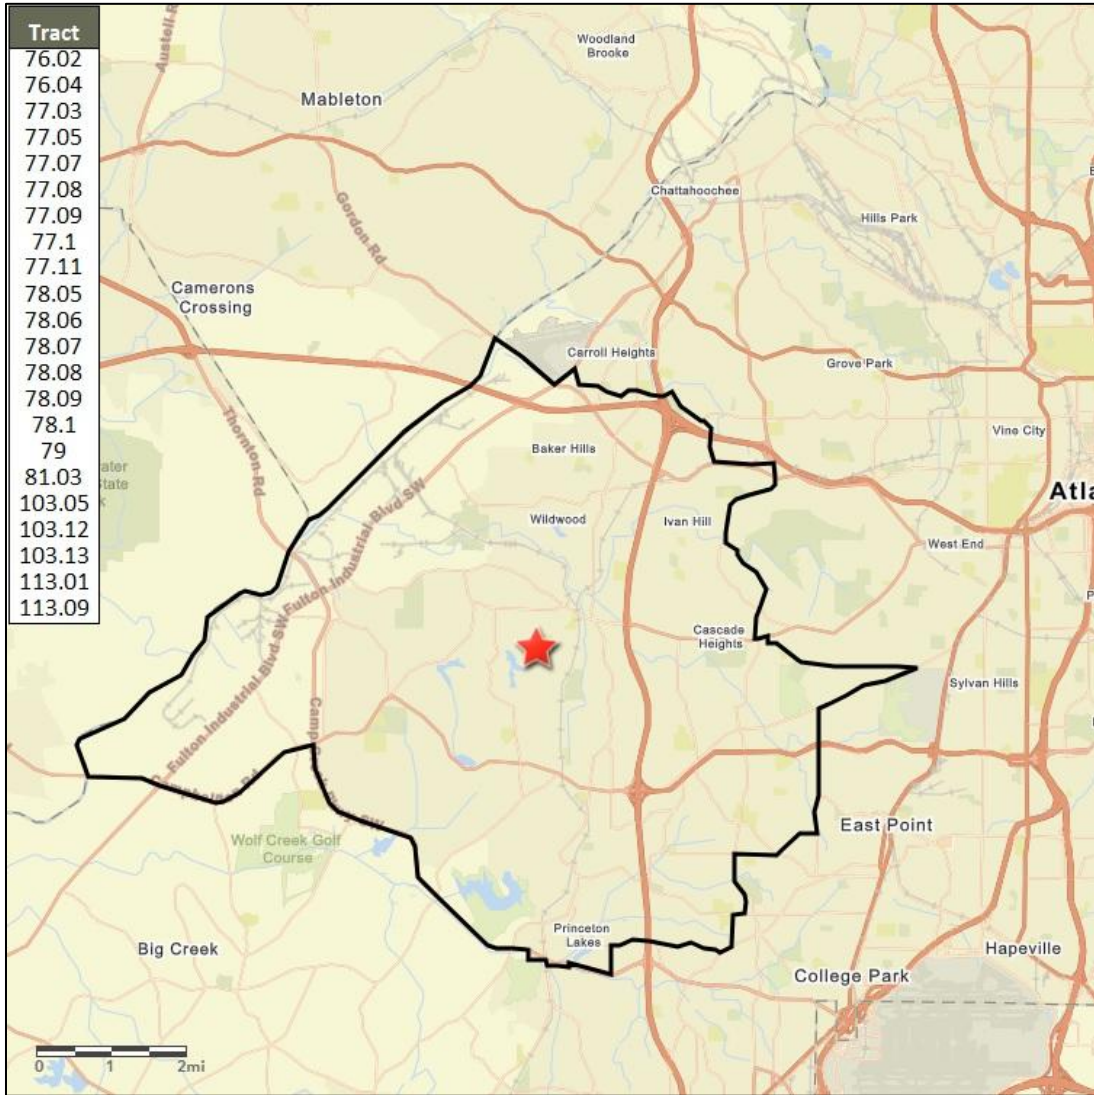 Tract
76.02
76.04
77.03
77.05
77.07
77.08
77.09
77.1
77.11
78.05
78.06
78.07
78.08
78.09
78.1
79
81.03
103.05
103.12
103.13
113.01
113.09
Woodland
Brooke
Mableton
Gordon Rd
Chattahoochee
Hills Park
Camerons
Crossing
Carroll Heights
Grove Park
Vine City
Thornton Rd
Baker Hills
Atla
Wildwood
Ivan Hill
West End
Fulton Industrial Blvd SW
Cascade
Heights
Sylvan Hills
Fulton Industrial Blvd SW
East Point
Wolf Creek Golf
Course
Princeton
Lakes
Big Creek
Hapeville
College Park
0 1 2mi